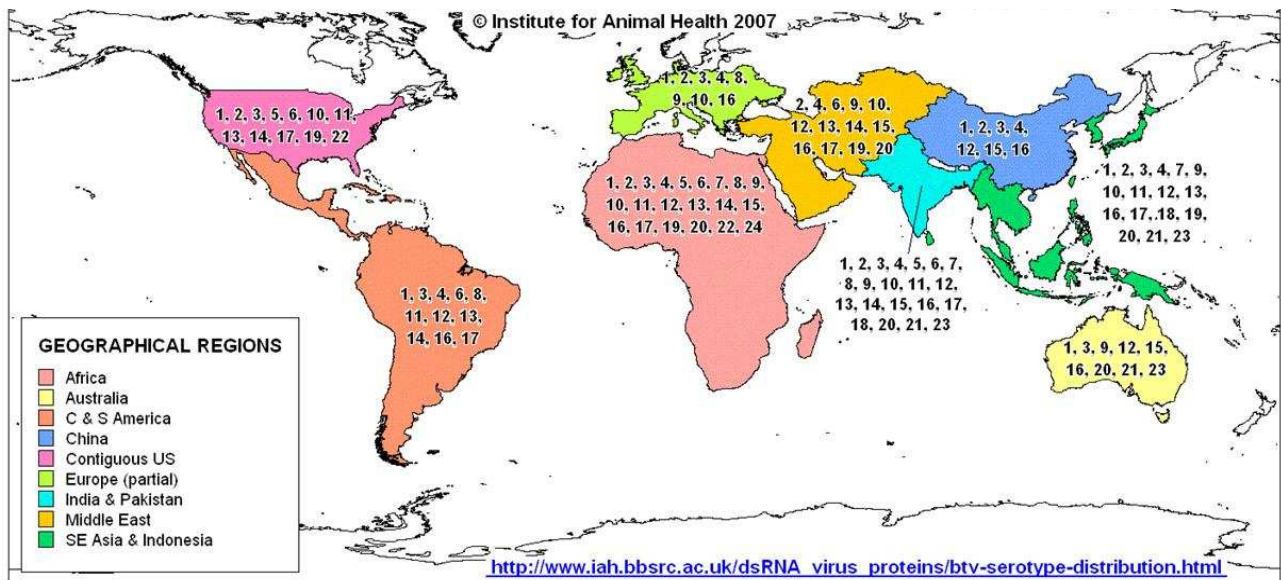 © Institute for Animal Health 2007
1, 2, 3, 5, 6, 10, 11,
13, 14, 17, 19, 22
1, 2, 3, 4, 8,
9, 10, 16
2, 4, 6, 9, 10,
12, 13, 14, 15,
16, 17, 19, 20
1, 2, 3, 4,
12, 15, 16
1, 2, 3, 4, 7, 9,
10, 11, 12, 13,
16, 17, 18, 19,
20, 21, 23
1, 2, 3, 4, 5, 6, 7, 8, 9,
10, 11, 12, 13, 14, 15,
16, 17, 19, 20, 22, 24
1, 2, 3, 4, 5, 6, 7,
8, 9, 10, 11, 12,
13, 14, 15, 16, 17,
18, 20, 21, 23
1, 3, 4, 6, 8,
11, 12, 13,
14, 16, 17
1, 3, 9, 12, 15,
16, 20, 21, 23
GEOGRAPHICAL REGIONS
Africa
Australia
C & S America
China
Contiguous US
Europe (partial)
India & Pakistan
Middle East
SE Asia & Indonesia
http://www.iah.bbsrc.ac.uk/dsRNA_virus_proteins/btv-serotype-distribution.html